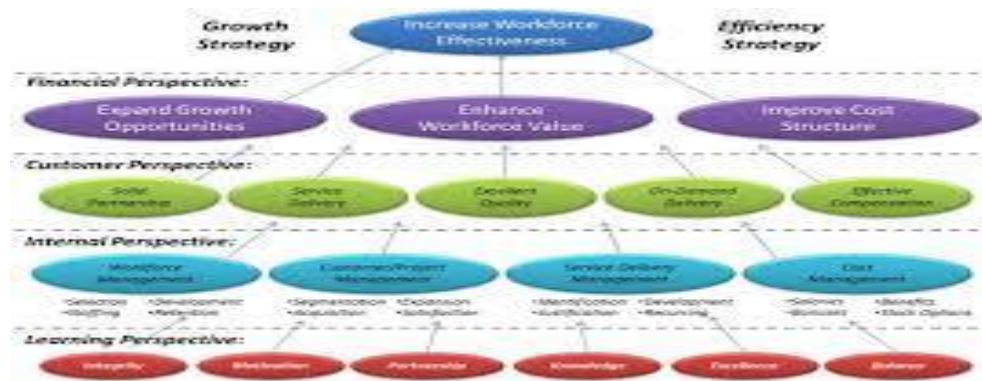 Growth
Strategy
Increase Workforce
Effectiveness
Efficiency
Strategy
Financial Perspective:
Expand Growth
Opportunities
Enhance
Workforce Value
Improve Cost
Structure
Customer Perspective:
Solid
Partnership
Service
Delivery
Excellent
Quality
On-Demand
Delivery
Effective
Compensation
Internal Perspective:
Workforce
Management
Customer/Project
Management
Service Delivery
Management
Cost
Management
•Selection •Development
•Staffing •Retention
•Segmentation •Expansion
•Acquisition •Satisfaction
•Identification •Development
•Justification
•Salaries •Benefits
•Bonuses •Stock Options
Learning Perspective:
Integrity
Motivation
Partnership
Knowledge
Excellence
Balance